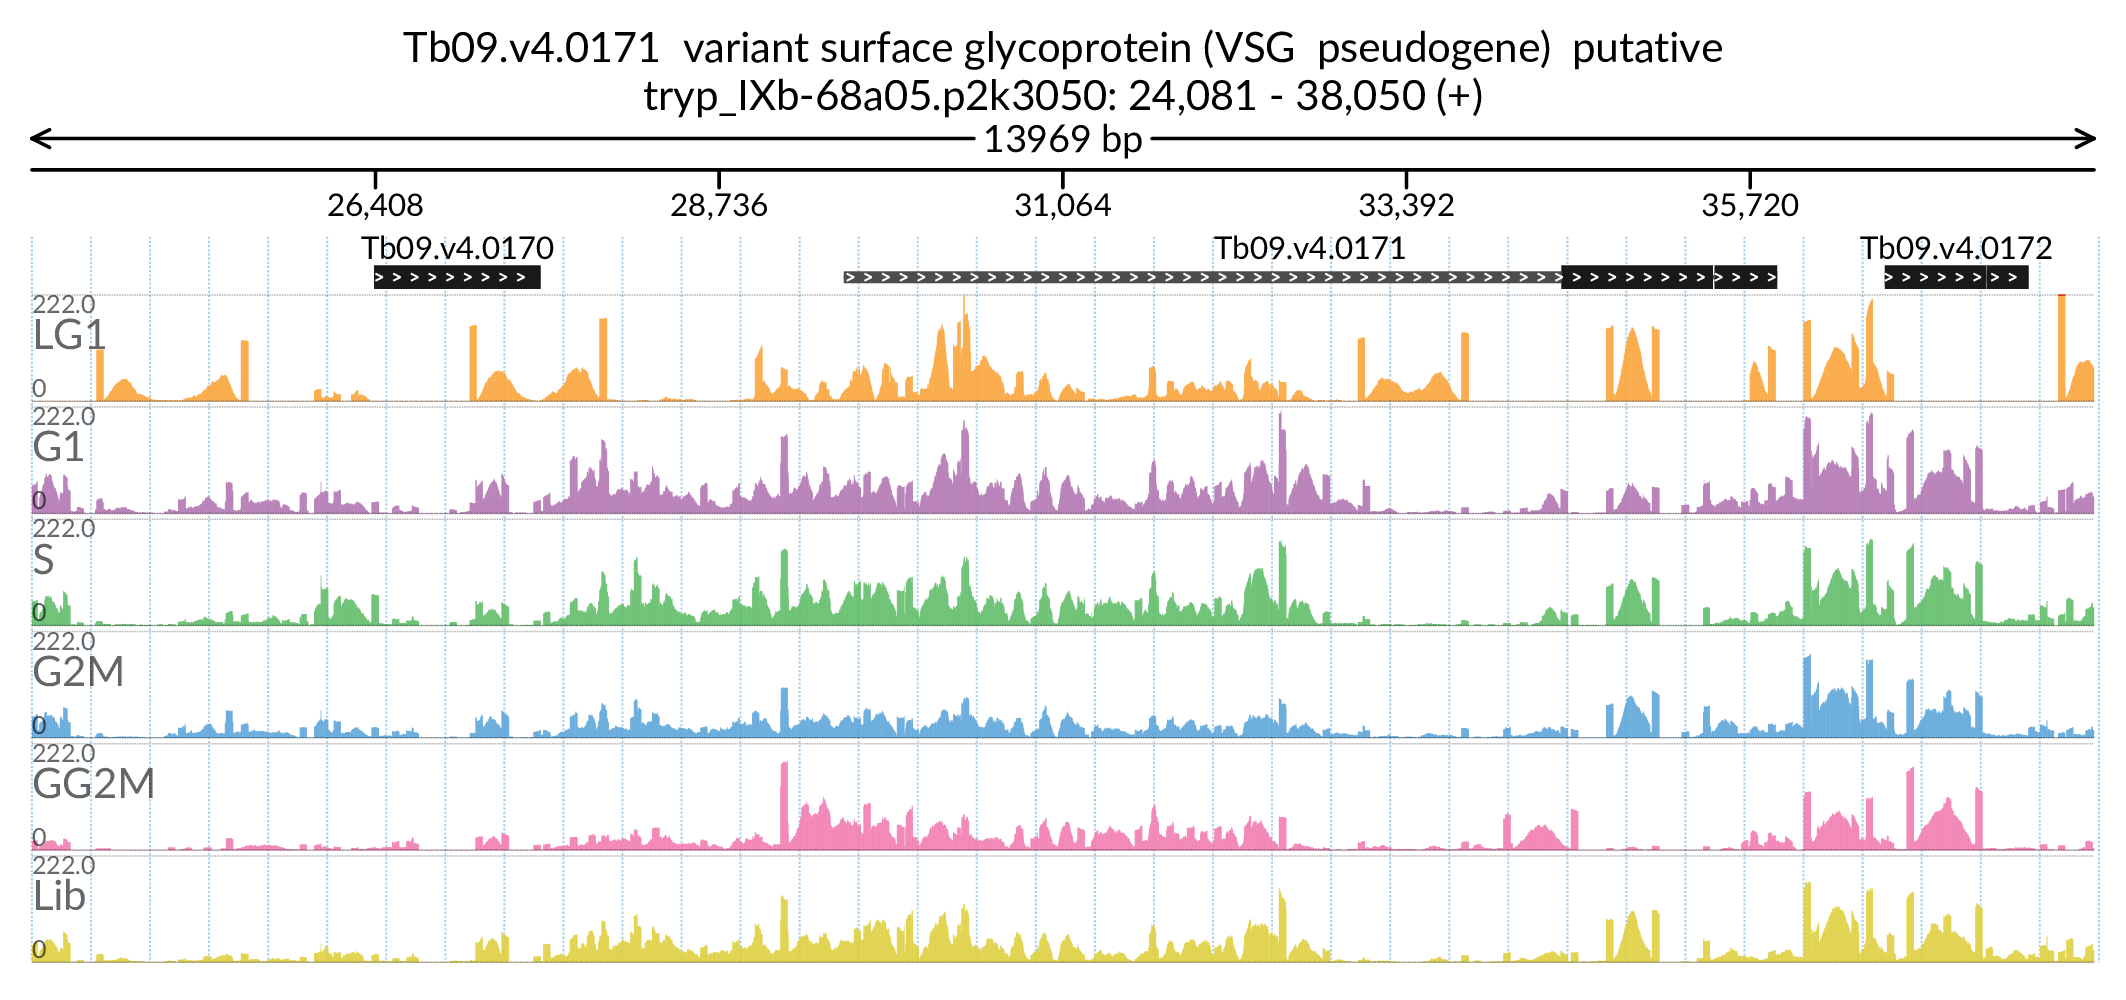 Tb09.v4.0171 variant surface glycoprotein (VSG pseudogene) putative
tryp_IXb-68a05.p2k3050: 24,081 - 38,050 (+)
13969 bp
26,408 28,736 31,064 33,392 35,720
Tb09.v4.0170 Tb09.v4.0171 Tb09.v4.0172
222.0
LG1
0
222.0
G1
0
222.0
S
0
222.0
G2M
0
222.0
GG2M
0
222.0
Lib
0